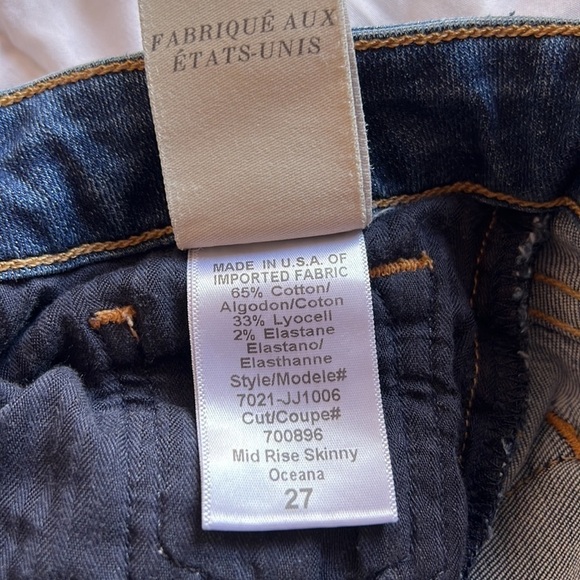 FABRIQUÉ AUX
ÉTATS-UNIS
MADE IN U.S.A. OF
IMPORTED FABRIC
65% Cotton/
Algodon/Coton
33% Lyocell
2% Elastane
Elastano/
Elasthanne
Style/Modele#
7021-JJ1006
Cut/Coupe#
700896
Mid Rise Skinny
Oceana
27